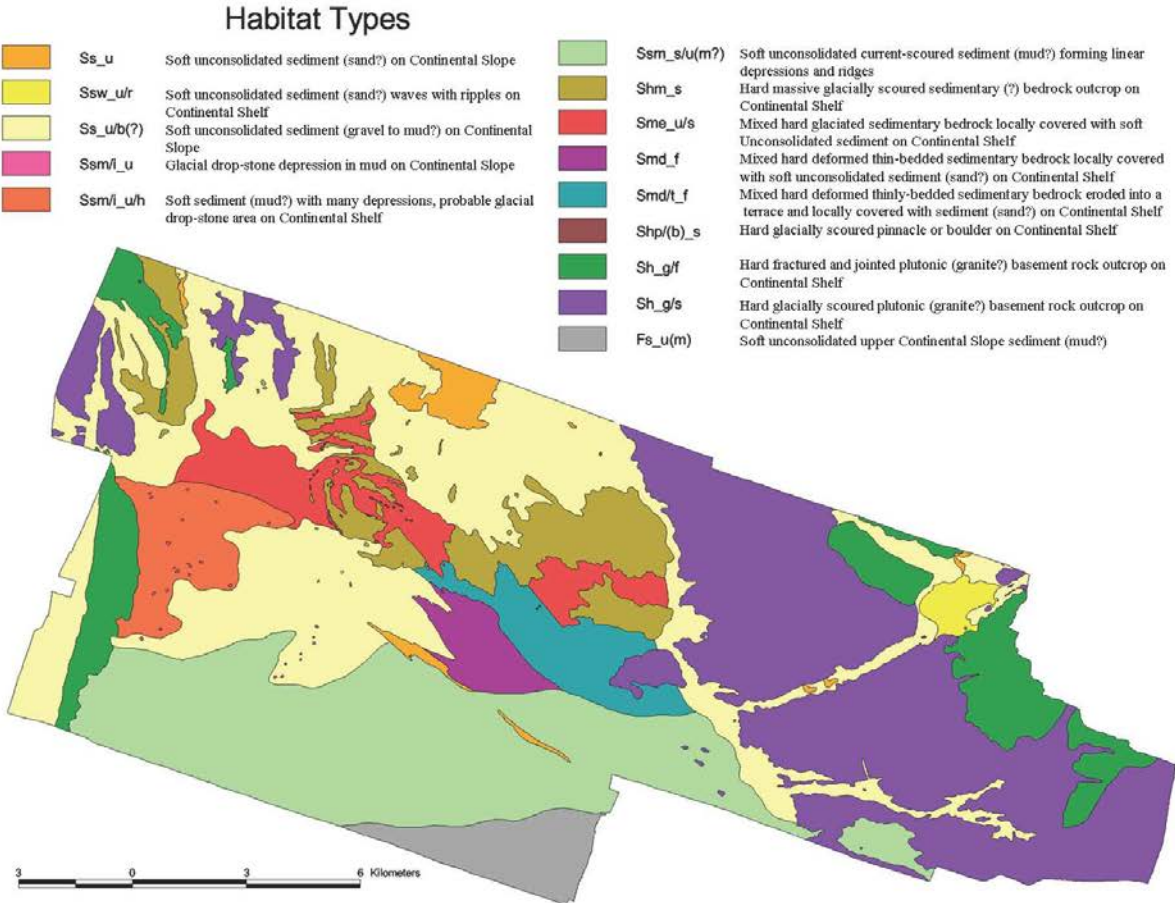 Habitat Types
Ss_u Soft unconsolidated sediment (sand?) on Continental Slope
Ssw_u/r Soft unconsolidated sediment (sand?) waves with ripples on
Continental Shelf
Ss_u/b(?) Soft unconsolidated sediment (gravel to mud?) on Continental
Slope
Ssm/i_u Glacial drop-stone depression in mud on Continental Slope
Ssm/i_u/h Soft sediment (mud?) with many depressions, probable glacial
drop-stone area on Continental Shelf
Ssm_s/u(m?) Soft unconsolidated current-scoured sediment (mud?) forming linear
depressions and ridges
Shm_s Hard massive glacially scoured sedimentary (?) bedrock outcrop on
Continental Shelf
Sme_u/s Mixed hard glaciated sedimentary bedrock locally covered with soft
Unconsolidated sediment on Continental Shelf
Smd_f Mixed hard deformed thin-bedded sedimentary bedrock locally covered
with soft unconsolidated sediment (sand?) on Continental Shelf
Smd/t_f Mixed hard deformed thinly-bedded sedimentary bedrock eroded into a
terrace and locally covered with sediment (sand?) on Continental Shelf
Shp/(b)_s Hard glacially scoured pinnacle or boulder on Continental Shelf
Sh_g/f Hard fractured and jointed plutonic (granite?) basement rock outcrop on
Continental Shelf
Sh_g/s Hard glacially scoured plutonic (granite?) basement rock outcrop on
Continental Shelf
Fs_u(m) Soft unconsolidated upper Continental Slope sediment (mud?)
3 0 3 6 Kilometers